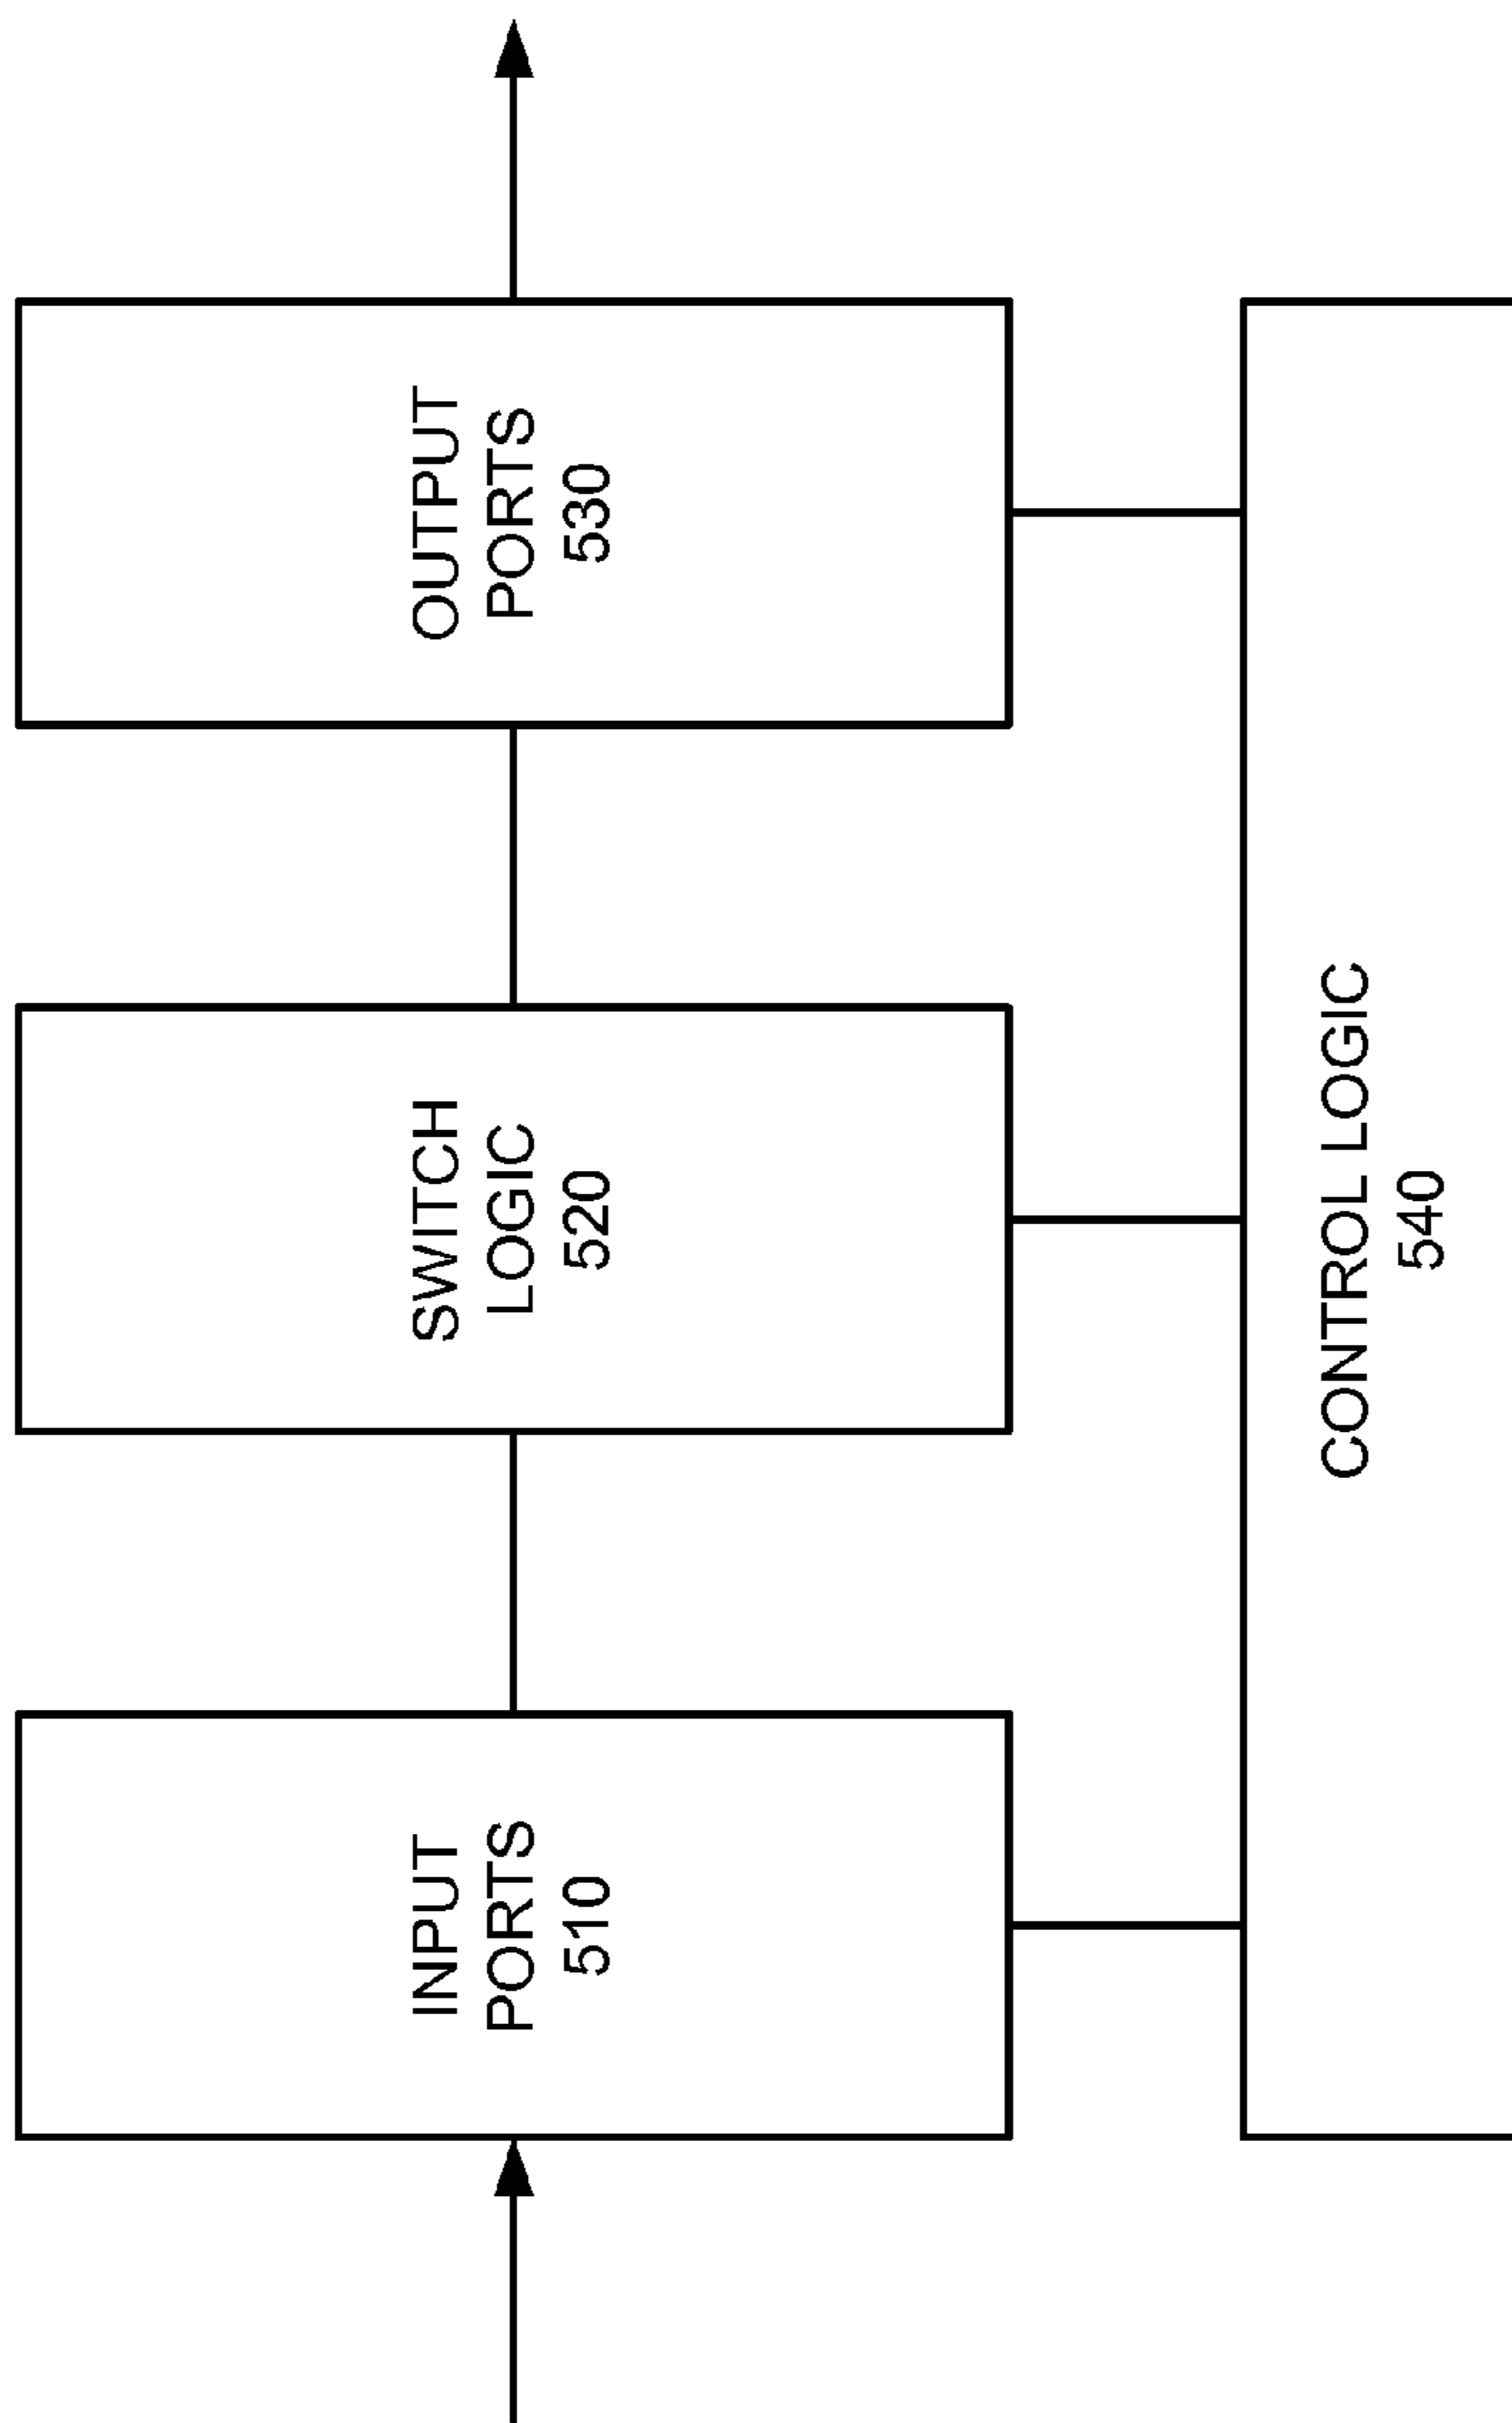 INPUT
PORTS
510
SWITCH
LOGIC
520
OUTPUT
PORTS
530
CONTROL LOGIC
540